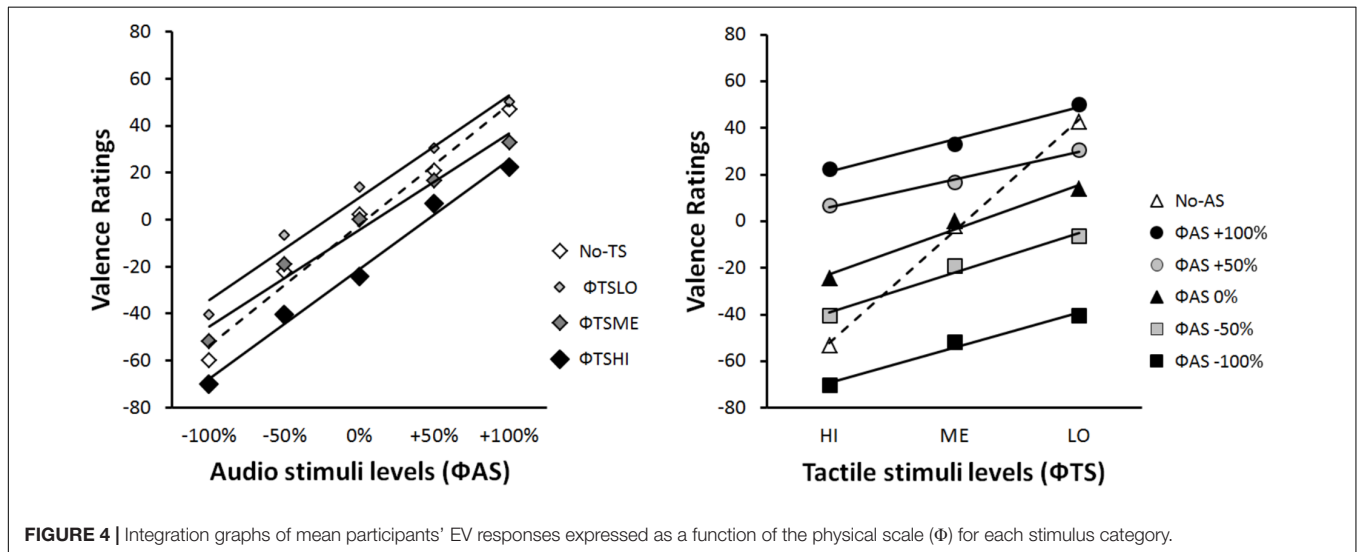 80
60
40
20
0
-20
-40
-60
-80
Valence Ratings
-100% -50% 0% +50% +100%
Audio stimuli levels (ΦAS)
No-TS
ΦTSLO
ΦTSME
ΦTSHI
80
60
40
20
0
-20
-40
-60
-80
Valence Ratings
HI ME LO
Tactile stimuli levels (ΦTS)
No-AS
ΦAS +100%
ΦAS +50%
ΦAS 0%
ΦAS -50%
ΦAS -100%
FIGURE 4 | Integration graphs of mean participants’ EV responses expressed as a function of the physical scale (Φ) for each stimulus category.